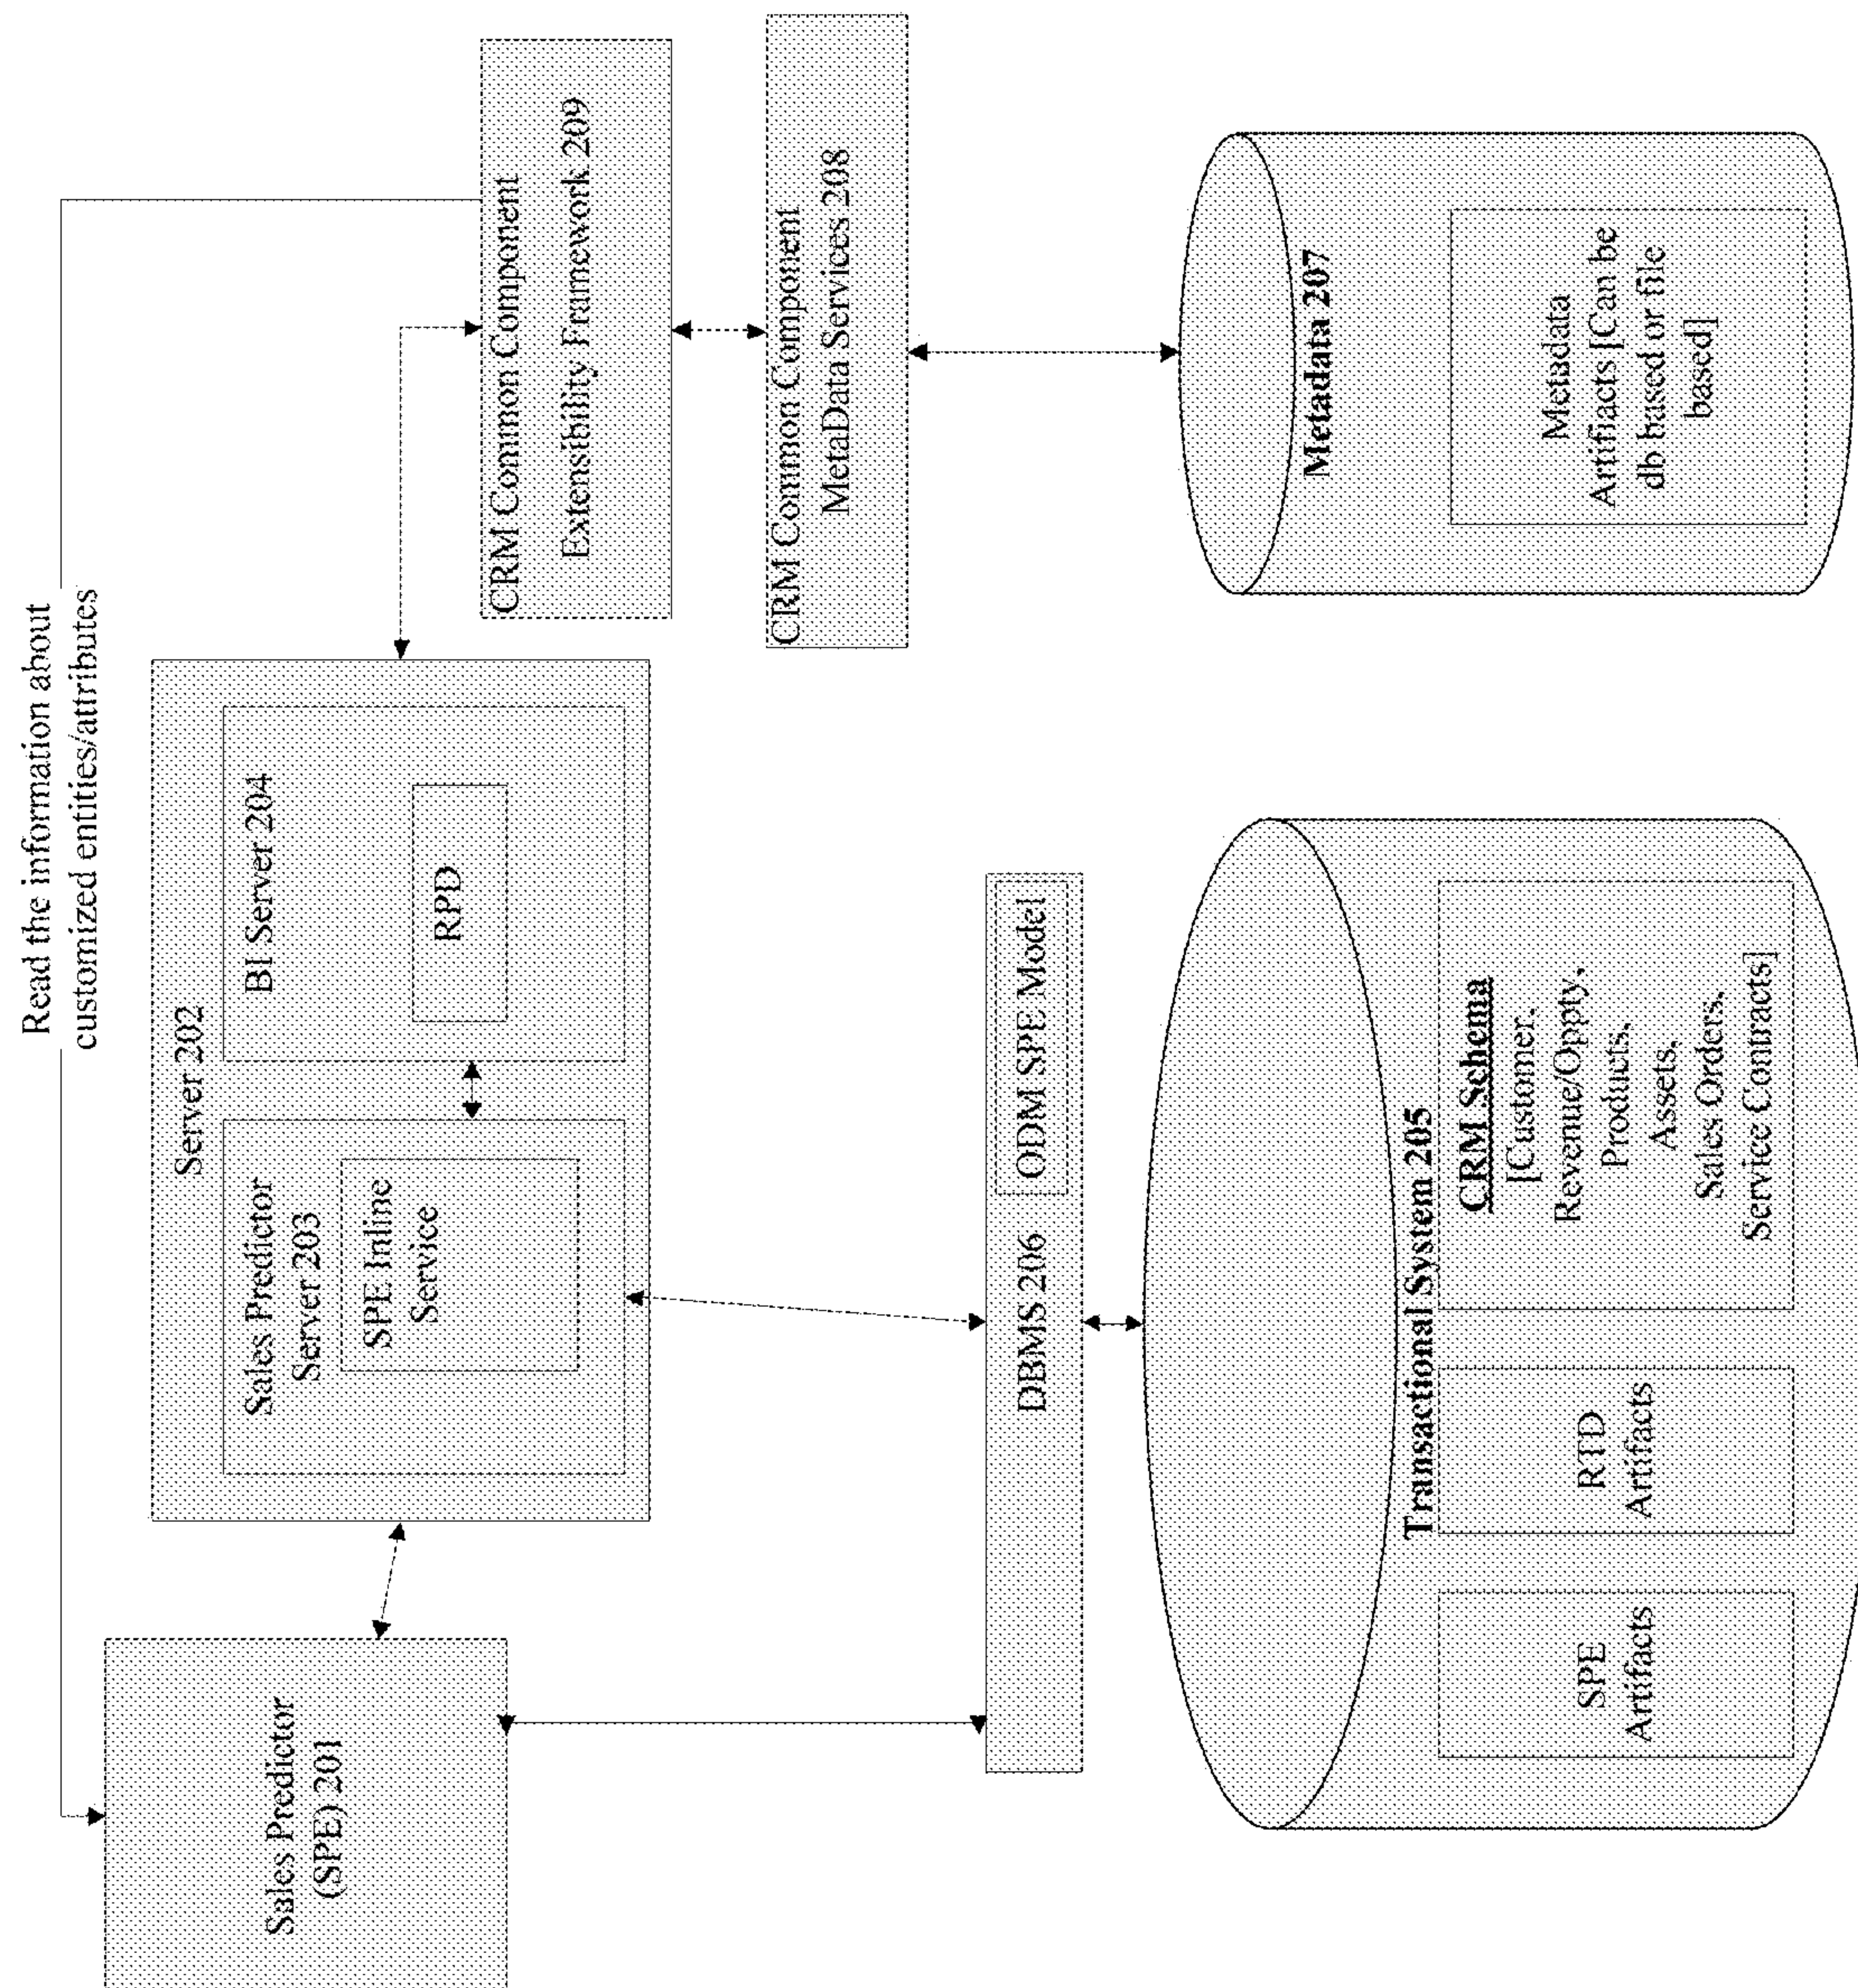 Read the information about
customized entities/attributes
Sales Predictor
(SPE) 201
Server 202
Sales Predictor
Server 203
SPE Inline
Service
BI Server 204
RPD
CRM Common Component
Extensibility Framework 209
CRM Common Component
MetaData Services 208
DBMS 206
ODM SPE Model
Transactional System 205
SPE
Artifacts
RTD
Artifacts
CRM Schema
[Customer,
Revenue/Oppty,
Products,
Assets,
Sales Orders,
Service Contracts]
Metadata 207
Metadata
Artifiacts [Can be
db based or file
based]